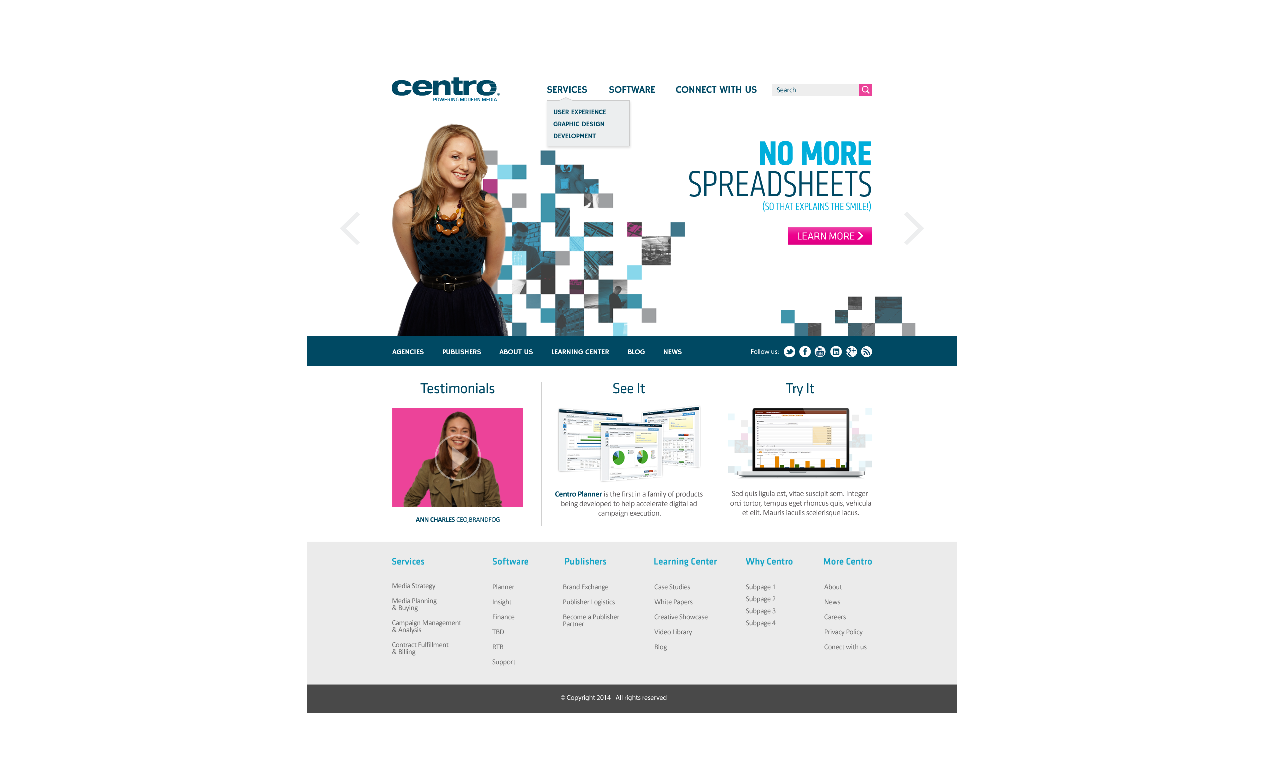 centro
POWERING MODERN MEDIA
SERVICES
SOFTWARE
CONNECT WITH US
Search
USER EXPERIENCE
GRAPHIC DESIGN
DEVELOPMENT
NO MORE
SPREADSHEETS
(SO THAT EXPLAINS THE SMILE!)
LEARN MORE
AGENCIES
PUBLISHERS
ABOUT US
LEARNING CENTER
BLOG
NEWS
Follow us:
Testimonials
ANN CHARLES CEO,BRANDFOG
See It
Centro Planner is the first in a family of products
being developed to help accelerate digital ad
campaign execution.
Try It
Sed quis ligula est, vitae suscipit sem. Integer
orci tortor, tempus eget rhoncus quis, vehicula
et elit. Mauris iaculis scelerisque lacus.
Services
Media Strategy
Media Planning
& Buying
Campaign Management
& Analysis
Contract Fulfillment
& Billing
Software
Planner
Insight
Finance
TBD
RTB
Support
Publishers
Brand Exchange
Publisher Logistics
Become a Publisher
Partner
Learning Center
Case Studies
White Papers
Creative Showcase
Video Library
Blog
Why Centro
Subpage 1
Subpage 2
Subpage 3
Subpage 4
More Centro
About
News
Careers
Privacy Policy
Conect with us
© Copyright 2014 All rights reserved